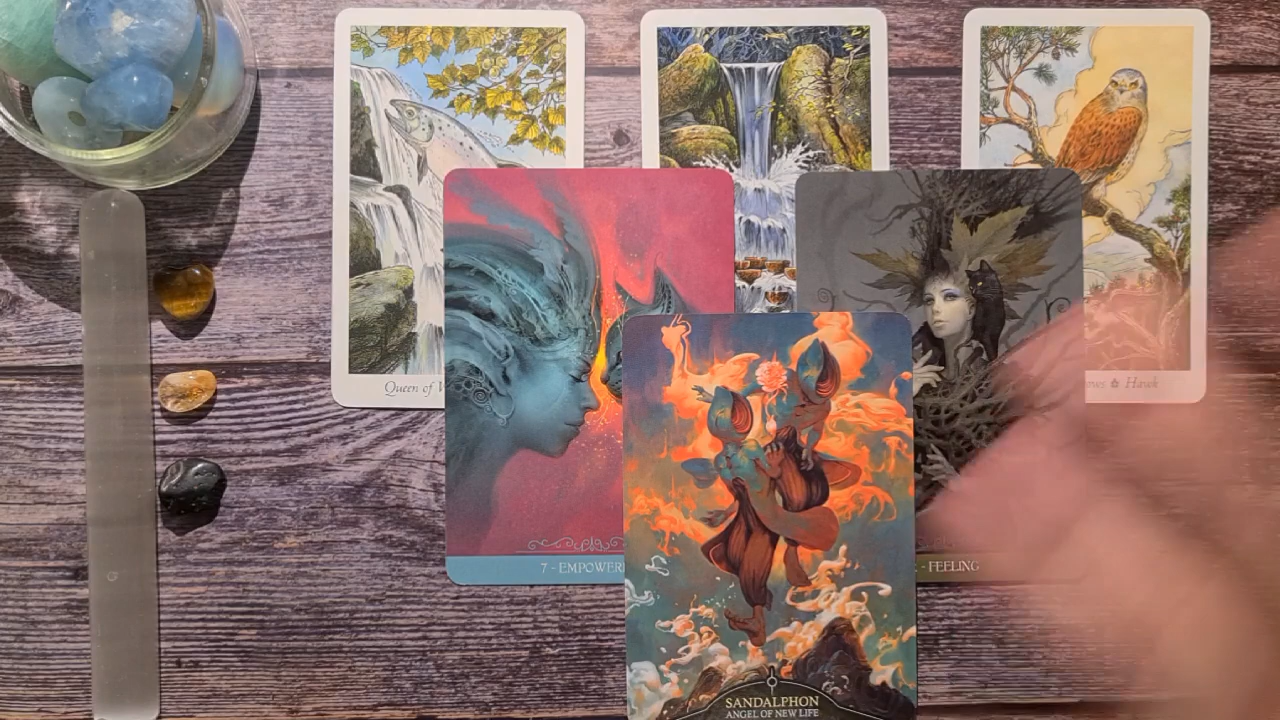 Queen of
Hawk
7 - EMPOWER
- FEELING
SANDALPHON
ANGEL OF NEW LIFE